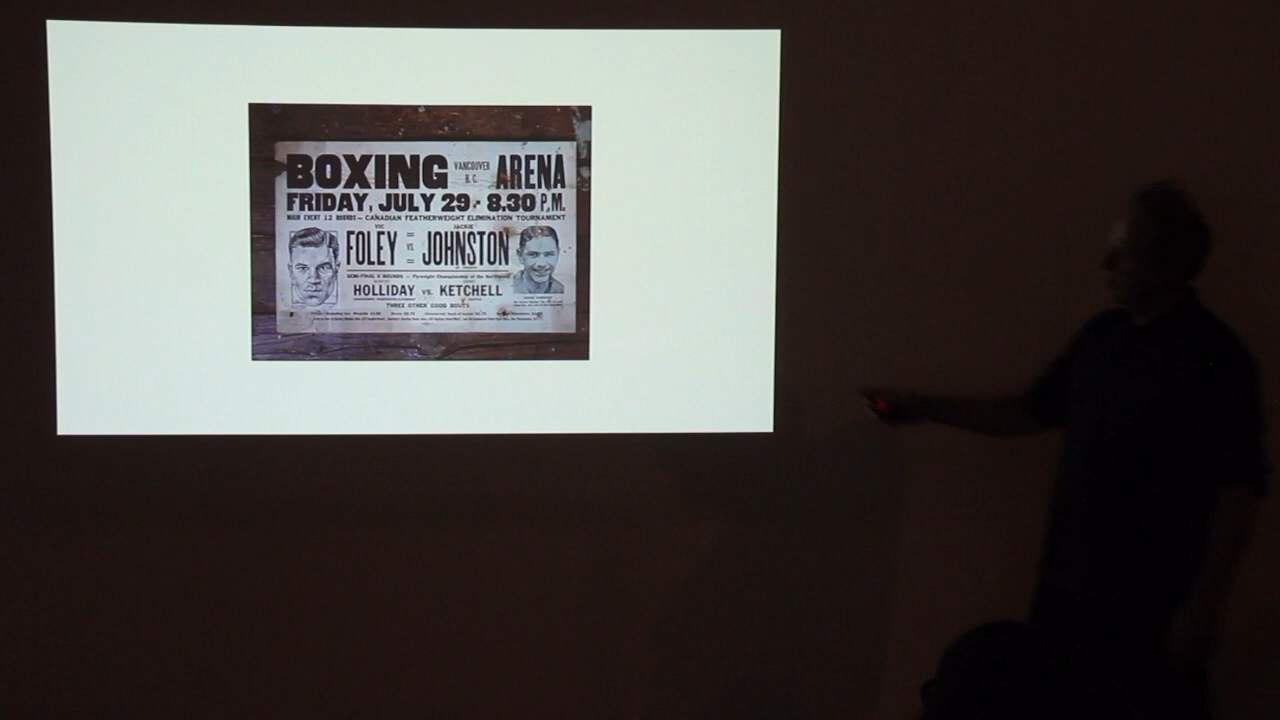 BOXING VANCOUVER B.C. ARENA
FRIDAY, JULY 29 - 8.30 P.M.
MAIN EVENT 12 ROUNDS - CANADIAN FEATHERWEIGHT ELIMINATION TOURNAMENT
VIC FOLEY VS. JACKIE JOHNSTON
SEMI-FINAL 6 ROUNDS - Flyweight Championship of the Northwest
HOLLIDAY VS. KETCHELL
THREE OTHER GOOD BOUTS